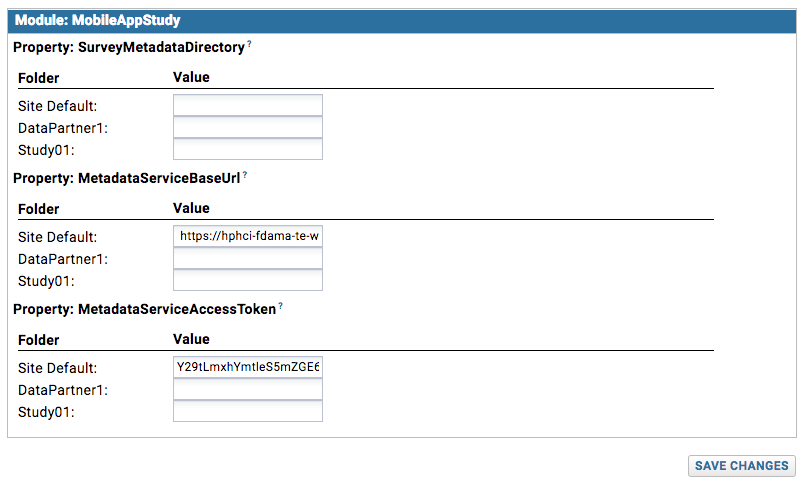 Module: MobileAppStudy
Property: SurveyMetadataDirectory ?
Folder Value
Site Default:
DataPartner1:
Study01:
Property: MetadataServiceBaseUrl ?
Folder Value
Site Default: https://hphci-fdama-te-w
DataPartner1:
Study01:
Property: MetadataServiceAccessToken ?
Folder Value
Site Default: Y29tLmxhYmtleS5mZGE6
DataPartner1:
Study01:
SAVE CHANGES